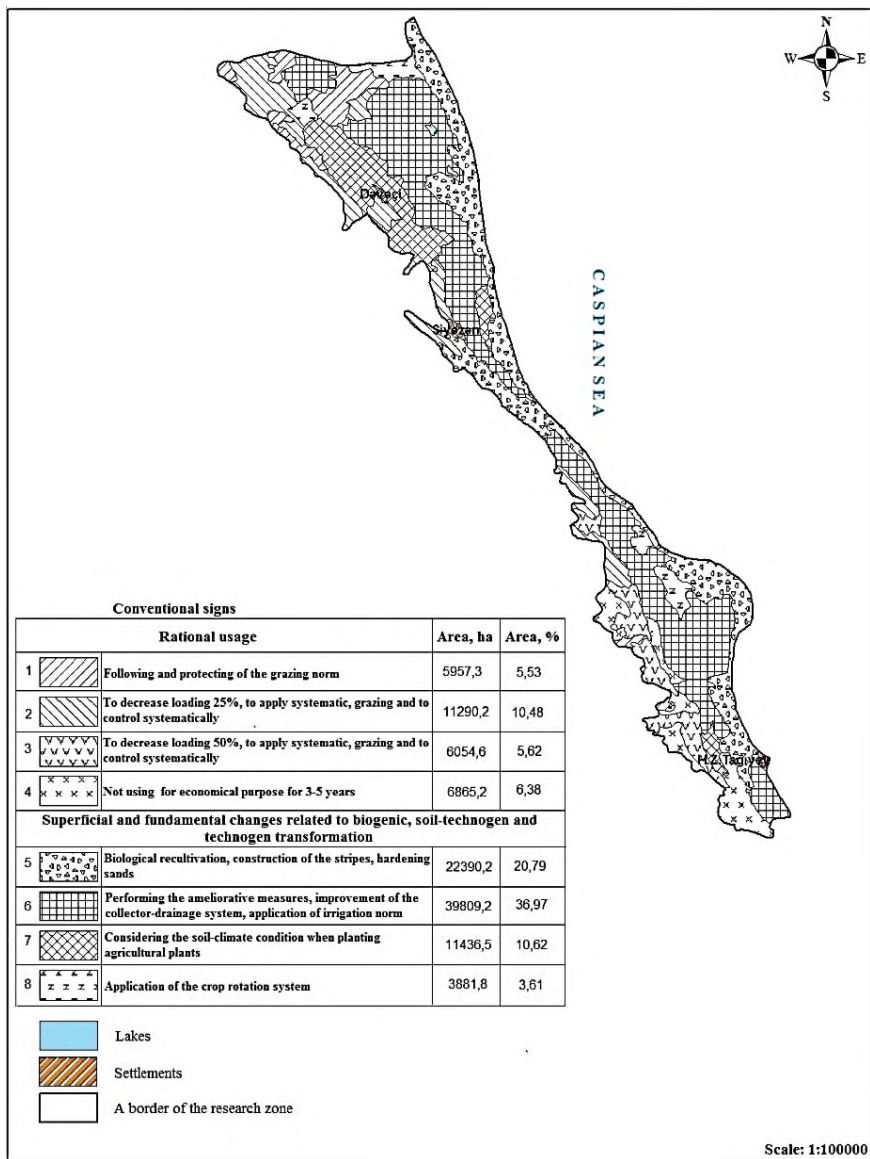 N
W E
S
Davaçi
Siyazan
CASPIAN SEA
H.Z.Tagiyev
Conventional signs
Rational usage Area, ha Area, %
1 Following and protecting of the grazing norm 5957,3 5,53
2 To decrease loading 25%, to apply systematic, grazing and to
control systematically 11290,2 10,48
3 To decrease loading 50%, to apply systematic, grazing and to
control systematically 6054,6 5,62
4 Not using for economical purpose for 3-5 years 6865,2 6,38
Superficial and fundamental changes related to biogenic, soil-technogen and
technogen transformation
5 Biological recultivation, construction of the stripes, hardening
sands 22390,2 20,79
6 Performing the ameliorative measures, improvement of the
collector-drainage system, application of irrigation norm 39809,2 36,97
7 Considering the soil-climate condition when planting
agricultural plants 11436,5 10,62
8 Application of the crop rotation system 3881,8 3,61
Lakes
Settlements
A border of the research zone
Scale: 1:100000